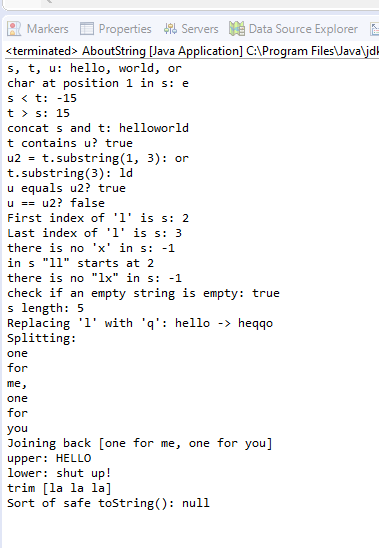 Markers Properties Servers Data Source Explorer
<terminated> AboutString [Java Application] C:\Program Files\Java\jdk
s, t, u: hello, world, or
char at position 1 in s: e
s < t: -15
t > s: 15
concat s and t: helloworld
t contains u? true
u2 = t.substring(1, 3): or
t.substring(3): ld
u equals u2? true
u == u2? false
First index of 'l' is s: 2
Last index of 'l' is s: 3
there is no 'x' in s: -1
in s "ll" starts at 2
there is no "lx" in s: -1
check if an empty string is empty: true
s length: 5
Replacing 'l' with 'q': hello -> heqqo
Splitting:
one
for
me,
one
for
you
Joining back [one for me, one for you]
upper: HELLO
lower: shut up!
trim [la la la]
Sort of safe toString(): null